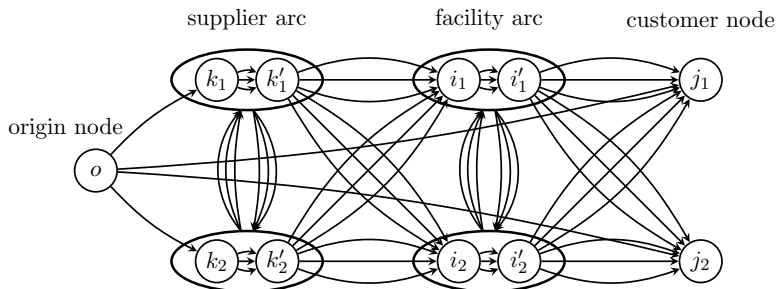 supplier arc facility arc customer node
k₁ k′₁ i₁ i′₁ j₁
origin node
o
k₂ k′₂ i₂ i′₂ j₂